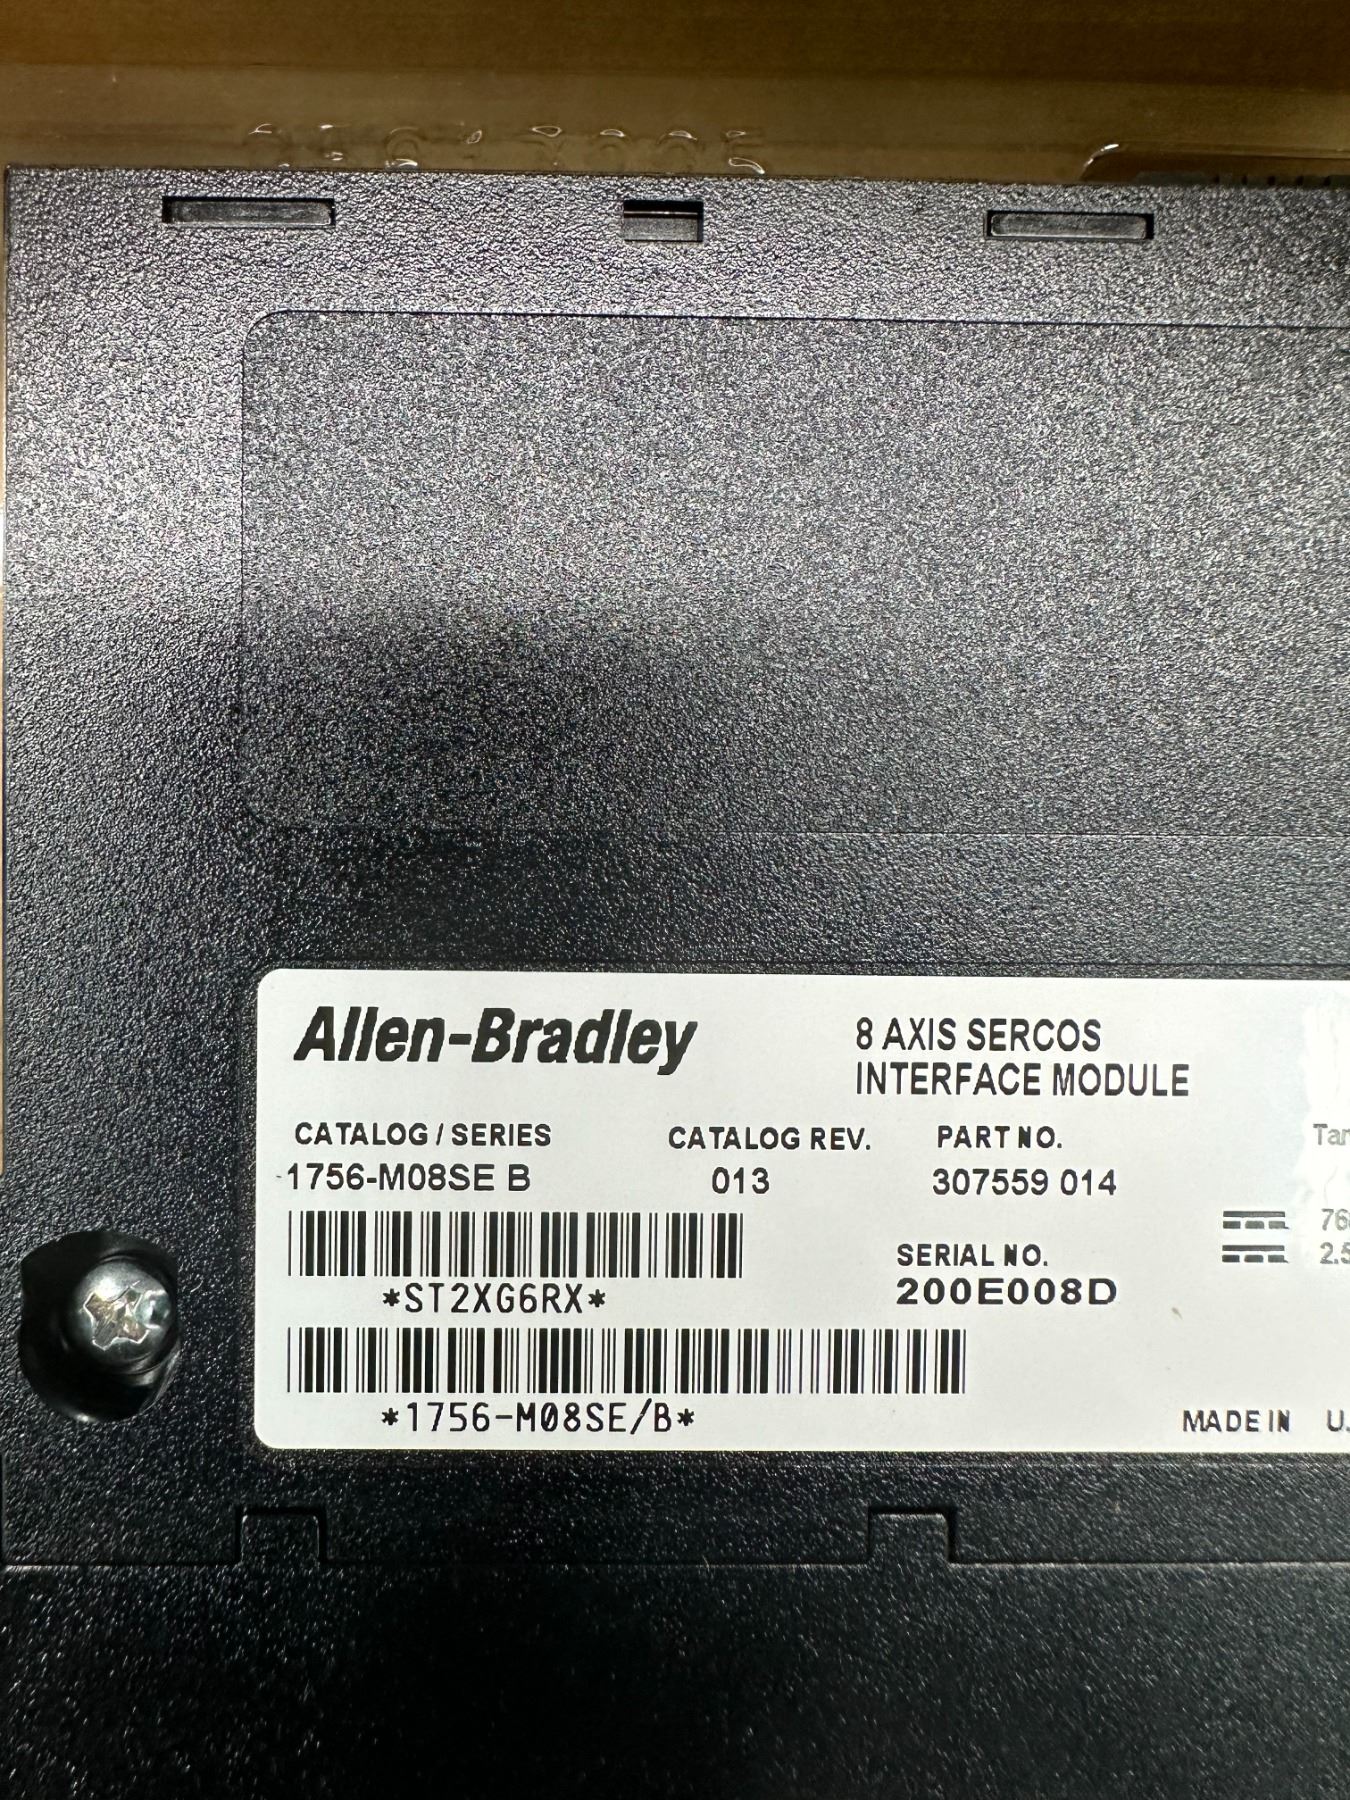 Allen-Bradley
8 AXIS SERCOS
INTERFACE MODULE
CATALOG / SERIES CATALOG REV. PART NO.
1756-M08SE B 013 307559 014
SERIAL NO.
200E008D
*ST2XG6RX*
*1756-M08SE/B*
MADE IN U.